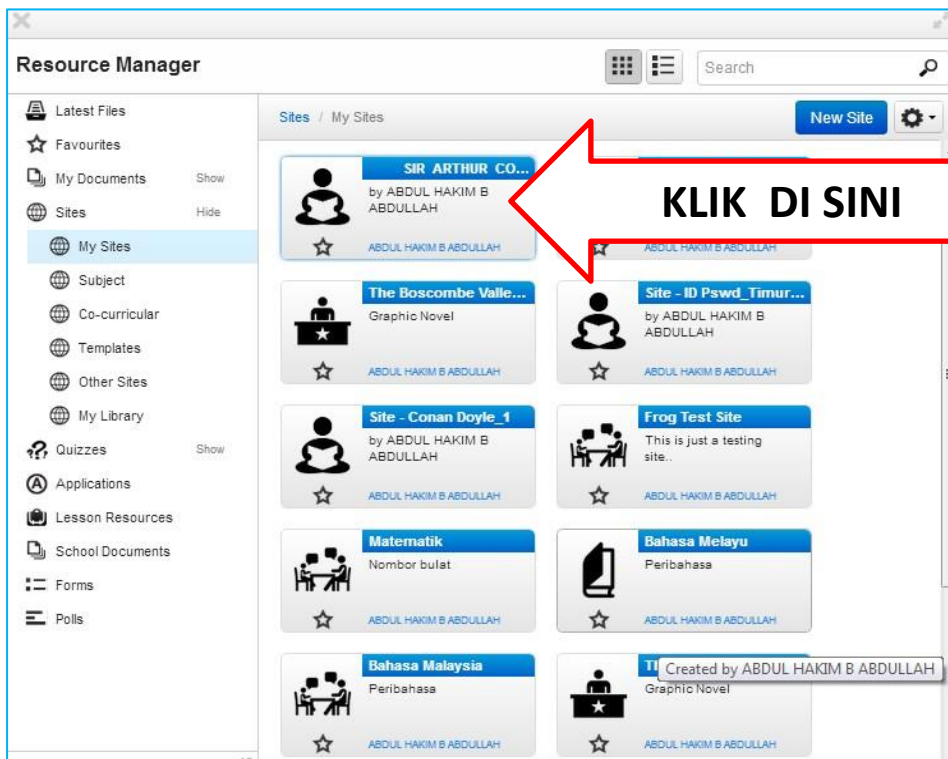 Resource Manager
Search
Latest Files
Favourites
My Documents Show
Sites Hide
My Sites
Subject
Co-curricular
Templates
Other Sites
My Library
Quizzes Show
Applications
Lesson Resources
School Documents
Forms
Polls
Sites / My Sites
New Site
SIR ARTHUR CO...
by ABDUL HAKIM B
ABDULLAH
ABDUL HAKIM B ABDULLAH
KLIK DI SINI
ABDUL HAKIM B ABDULLAH
The Boscombe Valle...
Graphic Novel
ABDUL HAKIM B ABDULLAH
Site - ID Pswd_Timur...
by ABDUL HAKIM B
ABDULLAH
ABDUL HAKIM B ABDULLAH
Site - Conan Doyle_1
by ABDUL HAKIM B
ABDULLAH
ABDUL HAKIM B ABDULLAH
Frog Test Site
This is just a testing
site..
ABDUL HAKIM B ABDULLAH
Matematik
Nombor bulat
ABDUL HAKIM B ABDULLAH
Bahasa Melayu
Peribahasa
ABDUL HAKIM B ABDULLAH
Bahasa Malaysia
Peribahasa
ABDUL HAKIM B ABDULLAH
Created by ABDUL HAKIM B ABDULLAH
Graphic Novel
ABDUL HAKIM B ABDULLAH